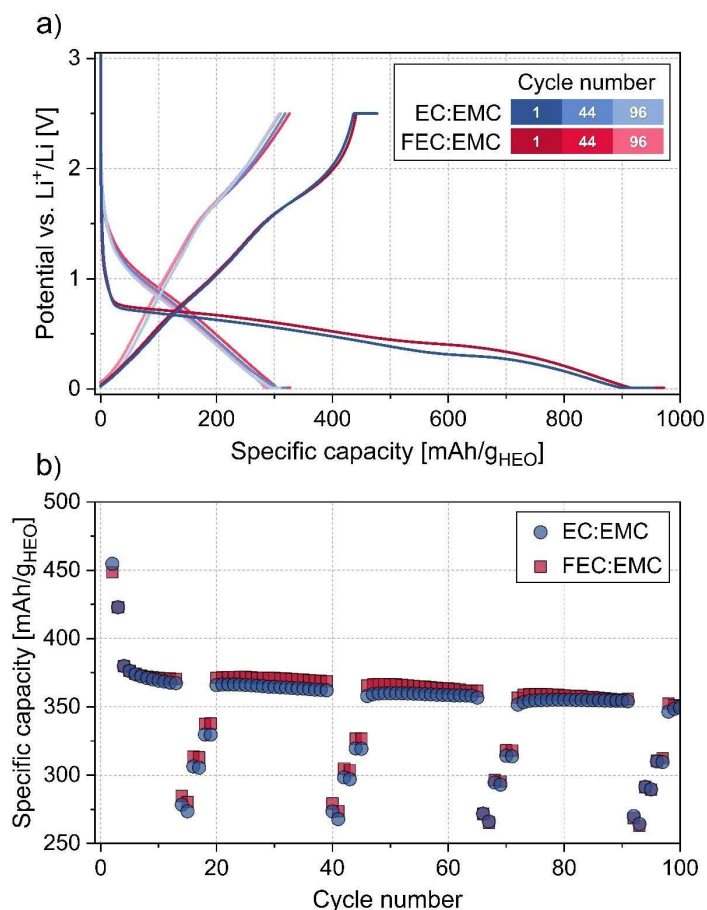 a)
3
2
1
0
Potential vs. Li⁺/Li [V]
Cycle number
EC:EMC 1 44 96
FEC:EMC 1 44 96
0 200 400 600 800 1000
Specific capacity [mAh/gHEO]
b)
500
450
400
350
300
250
Specific capacity [mAh/gHEO]
EC:EMC
FEC:EMC
0 20 40 60 80 100
Cycle number